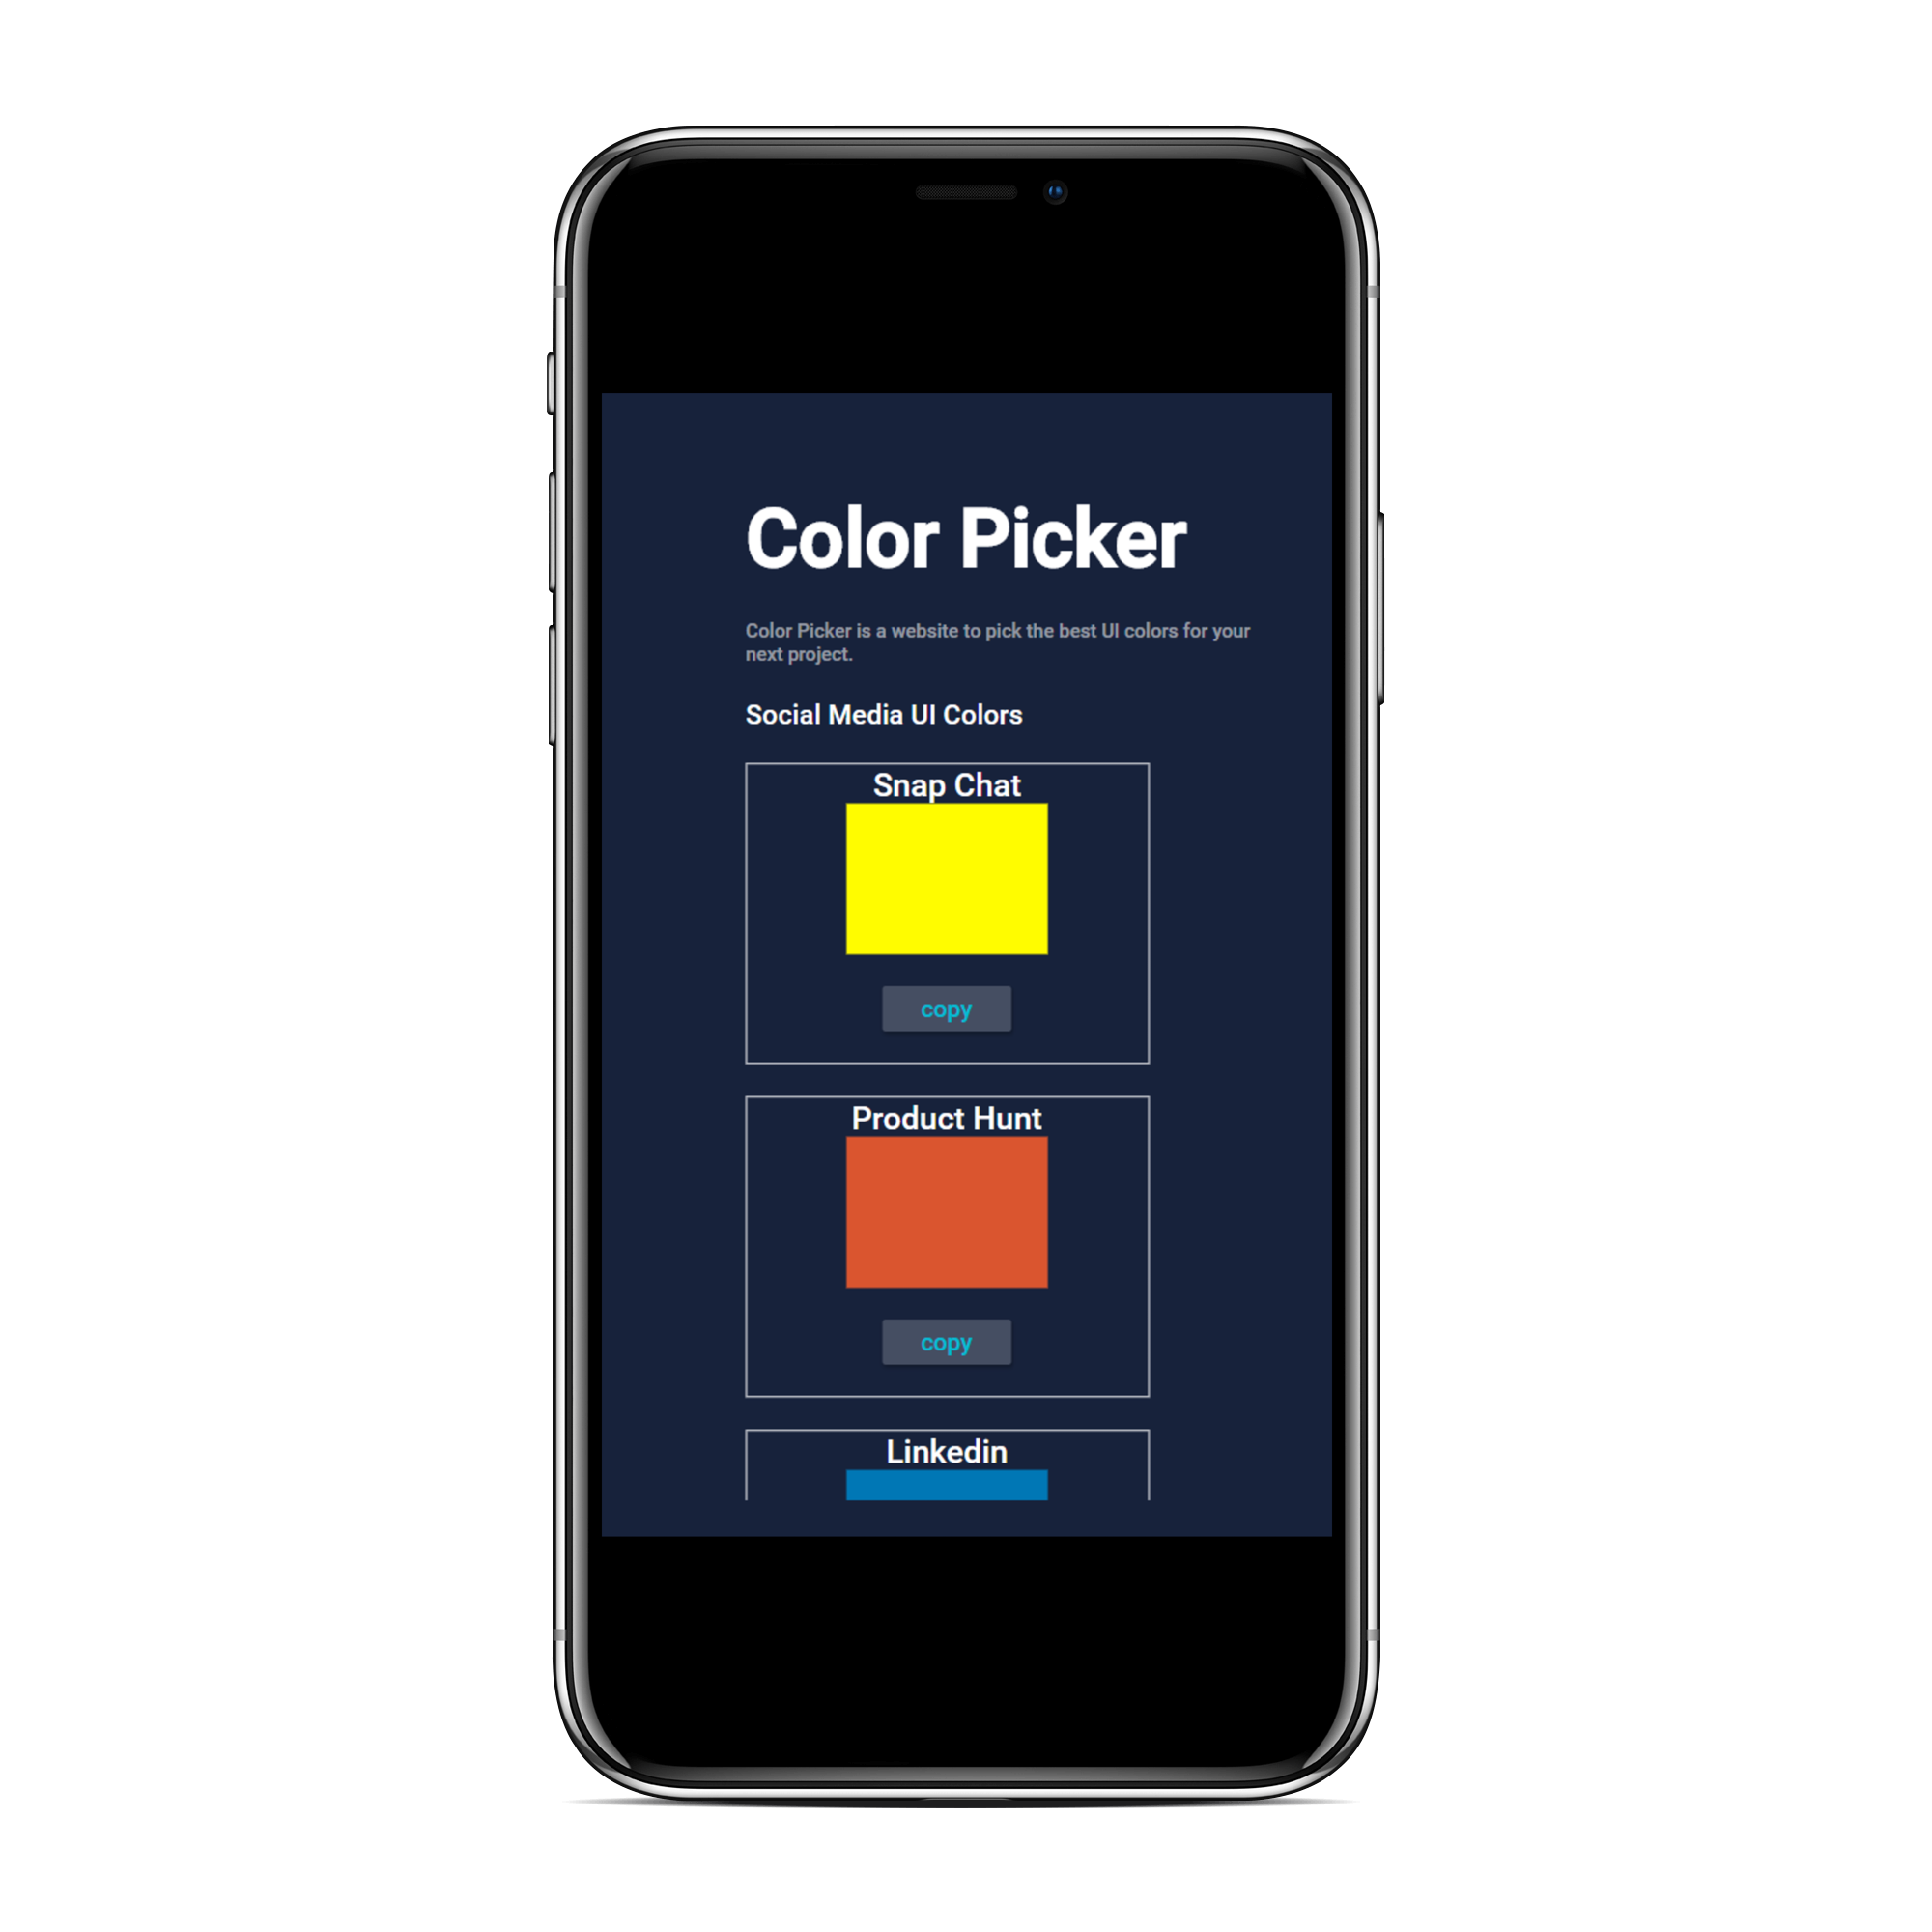 Color Picker
Color Picker is a website to pick the best UI colors for your
next project.
Social Media UI Colors
Snap Chat
copy
Product Hunt
copy
Linkedin